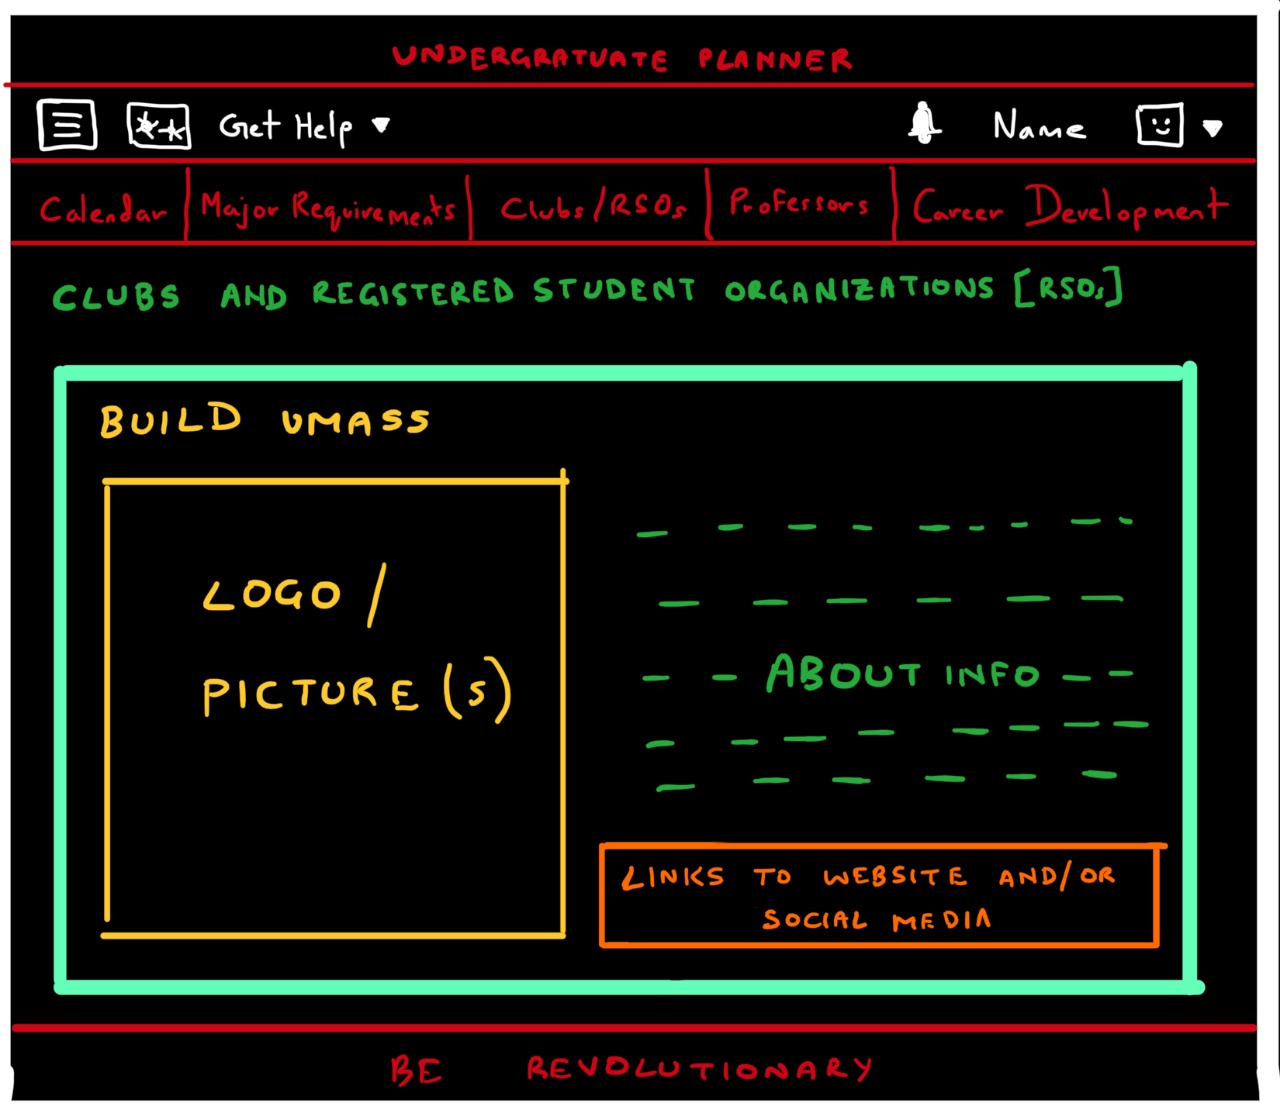 UNDERGRATUATE PLANNER
Get Help Name
Calendar Major Requirements Clubs/RSOs Professors Career Development
CLUBS AND REGISTERED STUDENT ORGANIZATIONS [RSOs]
BUILD UMASS
LOGO /
PICTURE (s)
ABOUT INFO
LINKS TO WEBSITE AND/OR
SOCIAL MEDIA
BE REVOLUTIONARY